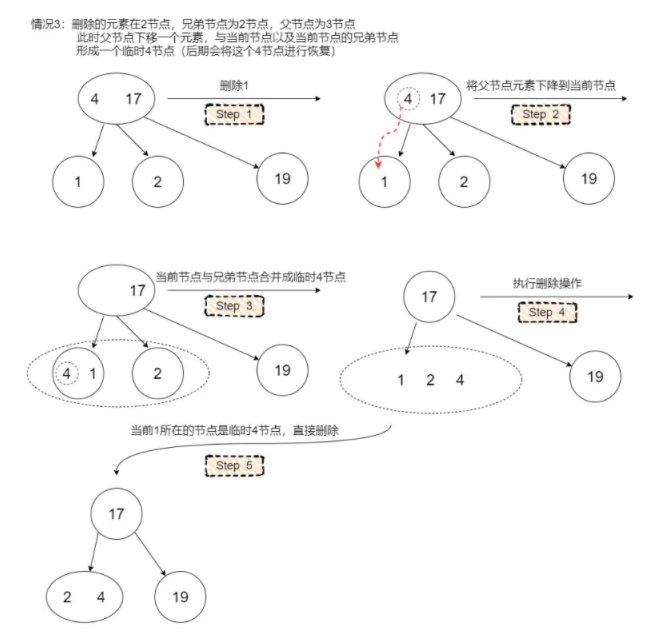 情况3：删除的元素在2节点，兄弟节点为2节点，父节点为3节点
此时父节点下移一个元素，与当前节点以及当前节点的兄弟节点
形成一个临时4节点（后期会将这个4节点进行恢复）
4 17
删除1
Step 1
1
2
19
4 17
将父节点元素下降到当前节点
Step 2
1
2
19
17
当前节点与兄弟节点合并成临时4节点
Step 3
4 1
2
19
17
执行删除操作
Step 4
1 2 4
19
当前1所在的节点是临时4节点，直接删除
Step 5
17
2 4
19